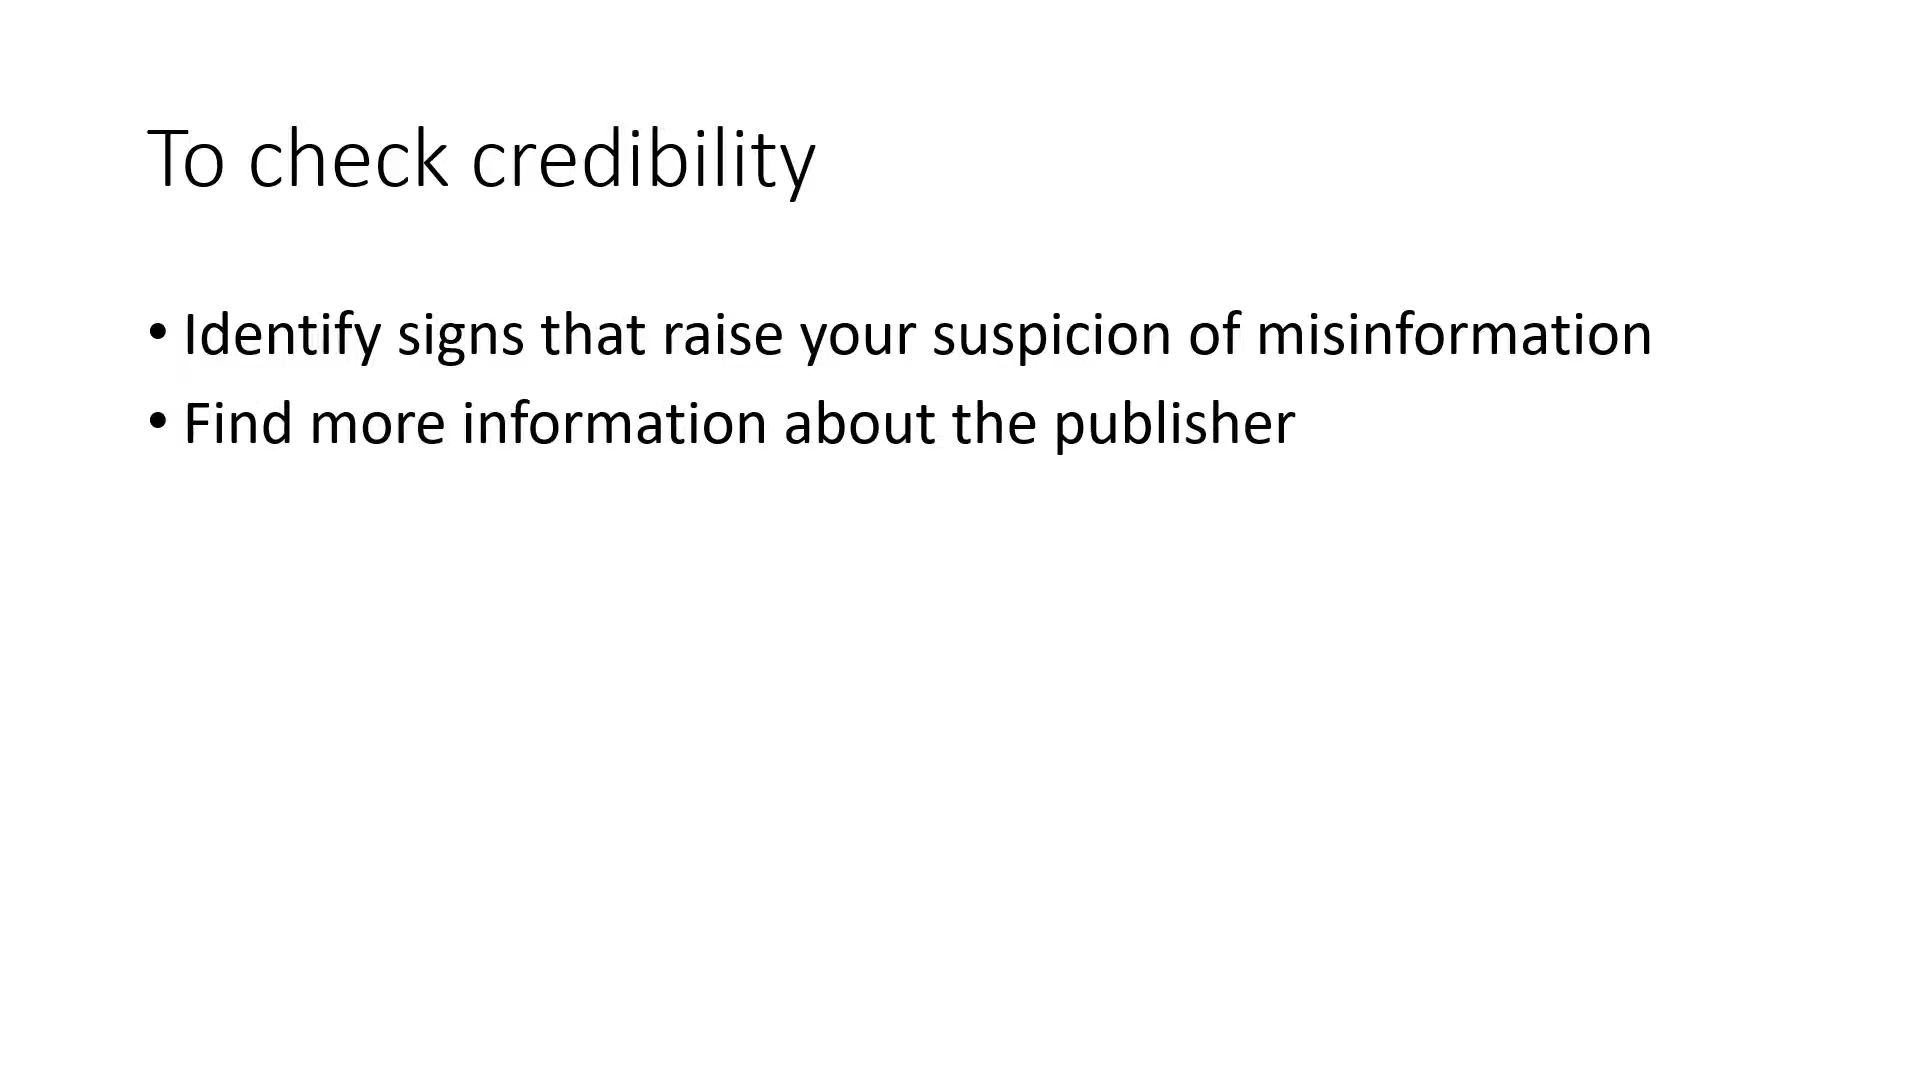 To check credibility
• Identify signs that raise your suspicion of misinformation
• Find more information about the publisher